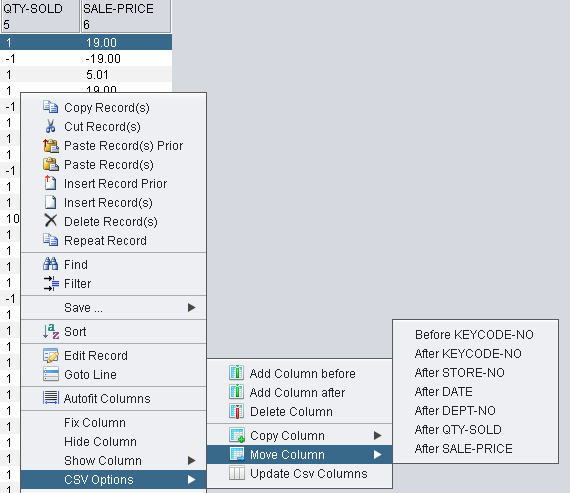 QTY-SOLD SALE-PRICE
5 6
1 19.00
-1 -19.00
1 5.01
1 19.00
-1
1
1
1
-1
1
1
10
1
1
1
-1
1
1
1
1
1
1
1
1
1
1
1
Copy Record(s)
Cut Record(s)
Paste Record(s) Prior
Paste Record(s)
Insert Record Prior
Insert Record(s)
Delete Record(s)
Repeat Record
Find
Filter
Save ...
Sort
Edit Record
Goto Line
Autofit Columns
Fix Column
Hide Column
Show Column
CSV Options
Add Column before
Add Column after
Delete Column
Copy Column
Move Column
Update Csv Columns
Before KEYCODE-NO
After KEYCODE-NO
After STORE-NO
After DATE
After DEPT-NO
After QTY-SOLD
After SALE-PRICE